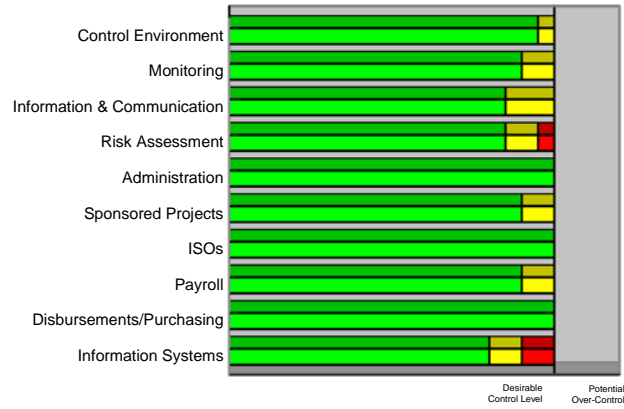 Control Environment
Monitoring
Information & Communication
Risk Assessment
Administration
Sponsored Projects
ISOs
Payroll
Disbursements/Purchasing
Information Systems
Desirable
Control Level
Potential
Over-Control